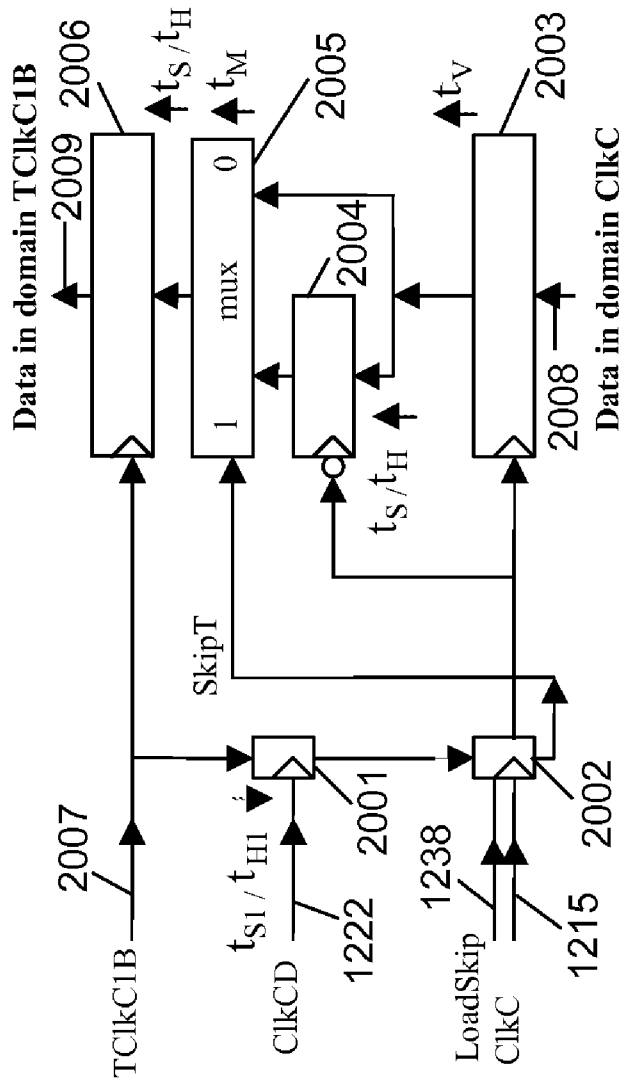 Data in domain TClkC1B
2009
2006
tS/tH
tM
2005
1 mux 0
2004
tS/tH
tV
2003
2008
Data in domain ClkC
SkipT
TClkC1B
2007
tS1/tH1
2001
ClkCD
1222
LoadSkip
1238
ClkC
1215
2002